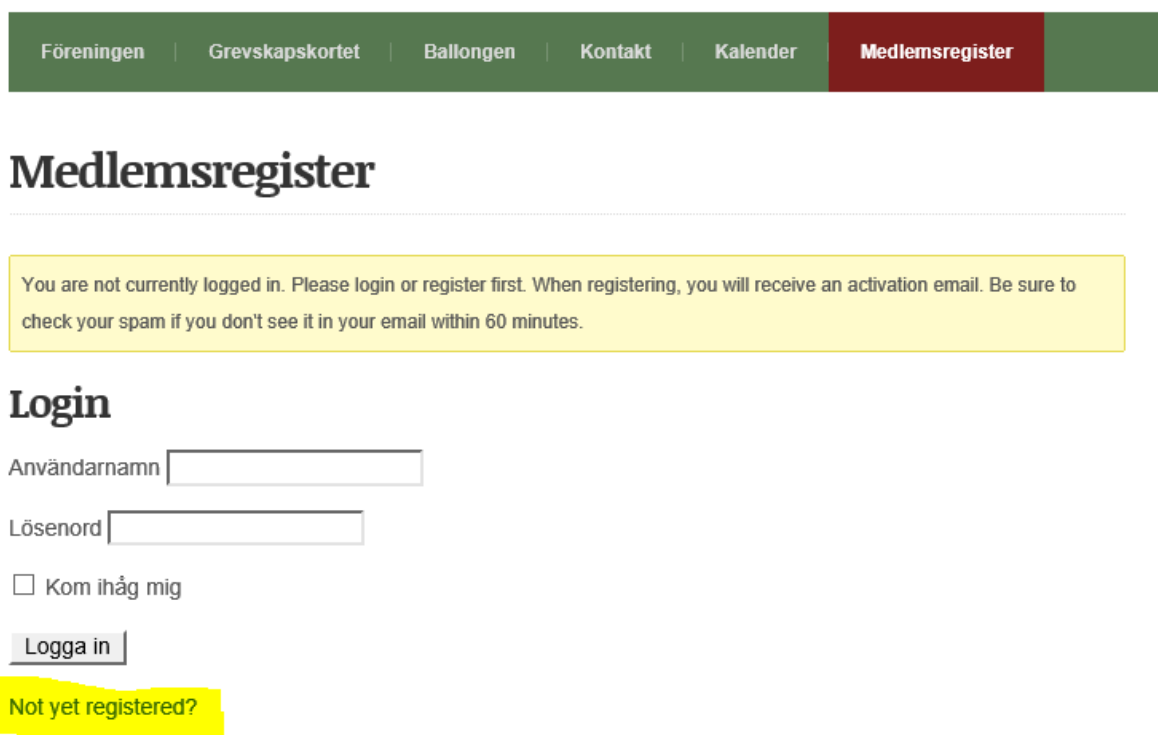 Föreningen Grevskapskortet Ballongen Kontakt Kalender Medlemsregister
Medlemsregister
You are not currently logged in. Please login or register first. When registering, you will receive an activation email. Be sure to
check your spam if you don't see it in your email within 60 minutes.
Login
Användarnamn
Lösenord
Kom ihåg mig
Logga in
Not yet registered?